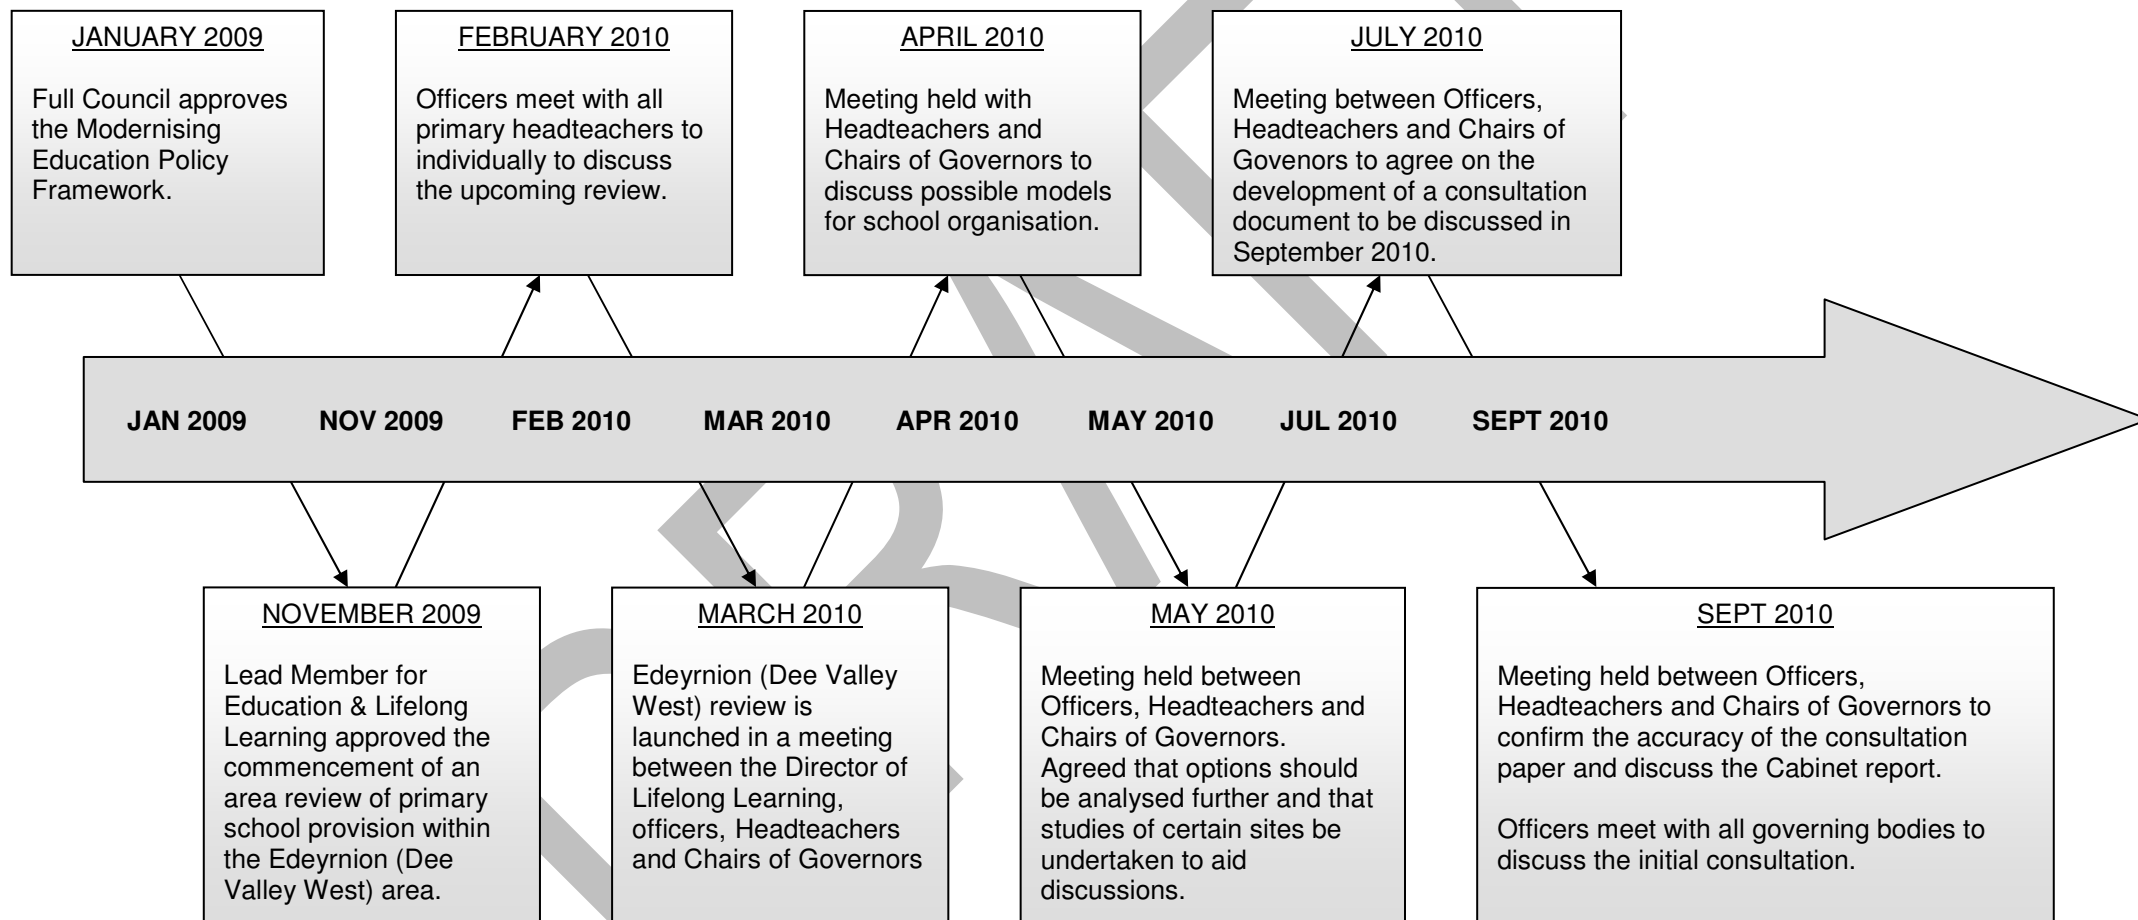 JANUARY 2009
Full Council approves
the Modernising
Education Policy
Framework.
FEBRUARY 2010
Officers meet with all
primary headteachers to
individually to discuss
the upcoming review.
APRIL 2010
Meeting held with
Headteachers and
Chairs of Governors to
discuss possible models
for school organisation.
JULY 2010
Meeting between Officers,
Headteachers and Chairs of
Govenors to agree on the
development of a consultation
document to be discussed in
September 2010.
JAN 2009 NOV 2009 FEB 2010 MAR 2010 APR 2010 MAY 2010 JUL 2010 SEPT 2010
NOVEMBER 2009
Lead Member for
Education & Lifelong
Learning approved the
commencement of an
area review of primary
school provision within
the Edeyrnion (Dee
Valley West) area.
MARCH 2010
Edeyrnion (Dee Valley
West) review is
launched in a meeting
between the Director of
Lifelong Learning,
officers, Headteachers
and Chairs of Governors
MAY 2010
Meeting held between
Officers, Headteachers and
Chairs of Governors.
Agreed that options should
be analysed further and that
studies of certain sites be
undertaken to aid
discussions.
SEPT 2010
Meeting held between Officers,
Headteachers and Chairs of Governors to
confirm the accuracy of the consultation
paper and discuss the Cabinet report.
Officers meet with all governing bodies to
discuss the initial consultation.